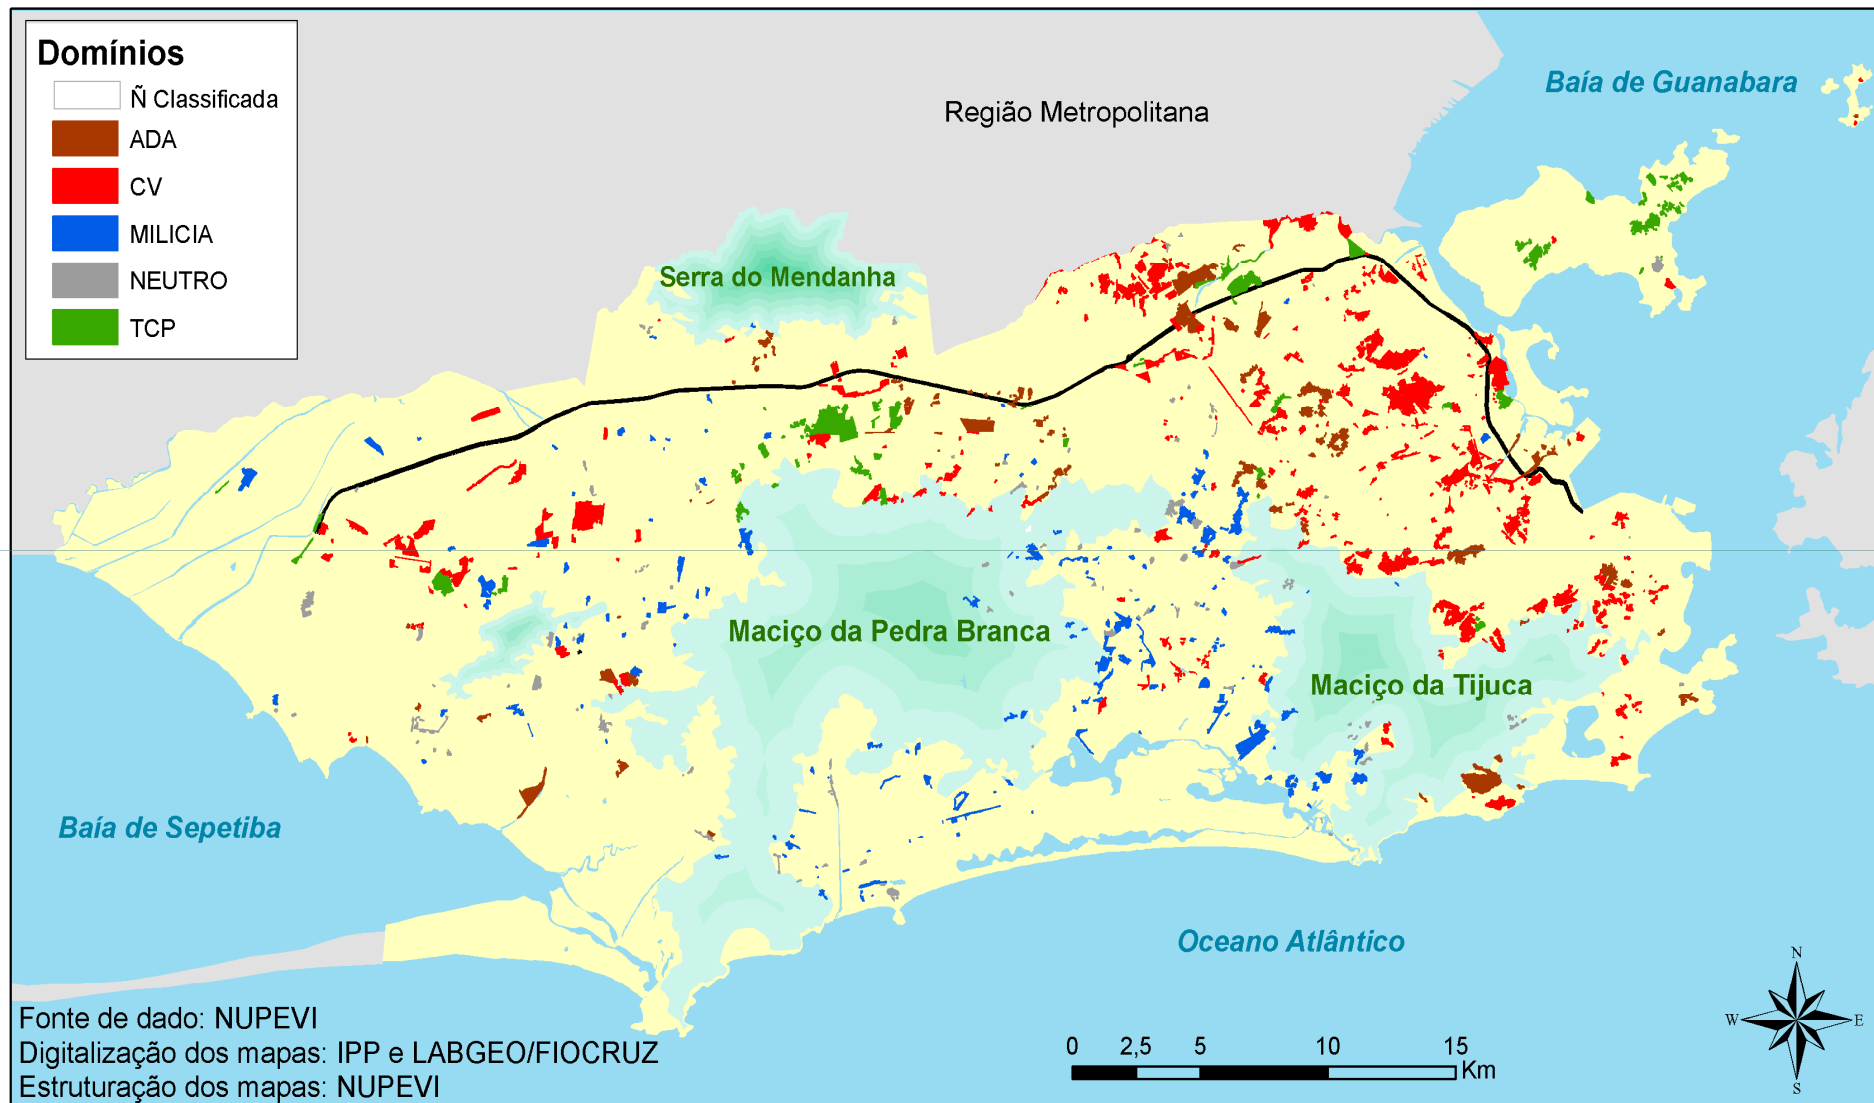 Domínios
Ñ Classificada
ADA
CV
MILICIA
NEUTRO
TCP
Região Metropolitana
Baía de Guanabara
Serra do Mendanha
Maciço da Pedra Branca
Maciço da Tijuca
Baía de Sepetiba
Oceano Atlântico
Fonte de dado: NUPEVI
Digitalização dos mapas: IPP e LABGEO/FIOCRUZ
Estruturação dos mapas: NUPEVI
0 2,5 5 10 15
Km
N
W E
S